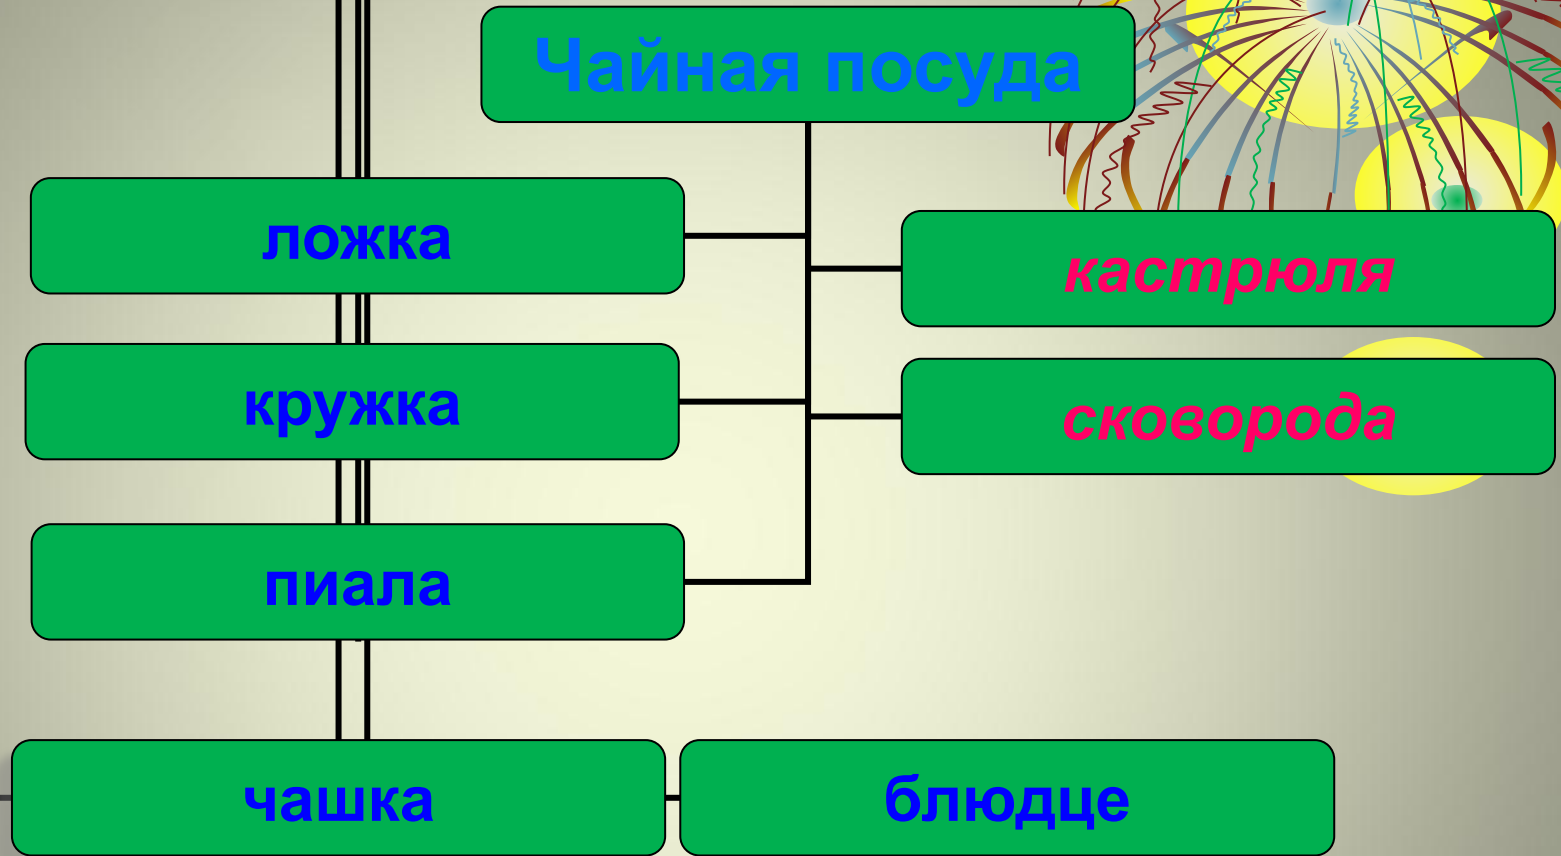 Чайная посуда
ложка
кастрюля
кружка
сковорода
пиала
чашка
блюдце